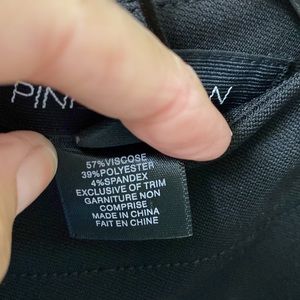 57%VISCOSE
39%POLYESTER
4%SPANDEX
EXCLUSIVE OF TRIM
GARNITURE NON
COMPRISE
MADE IN CHINA
FAIT EN CHINE